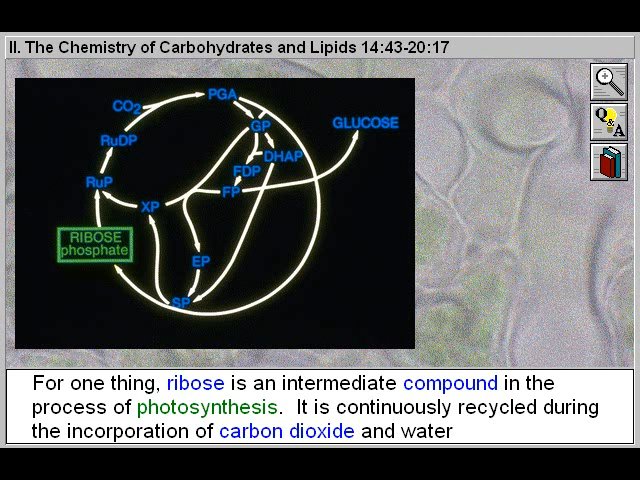 II. The Chemistry of Carbohydrates and Lipids 14:43-20:17
PGA
CO2
GP
GLUCOSE
RuDP
DHAP
FDP
RuP
FP
XP
RIBOSE
phosphate
EP
SP
Q
&
A
For one thing, ribose is an intermediate compound in the
process of photosynthesis. It is continuously recycled during
the incorporation of carbon dioxide and water